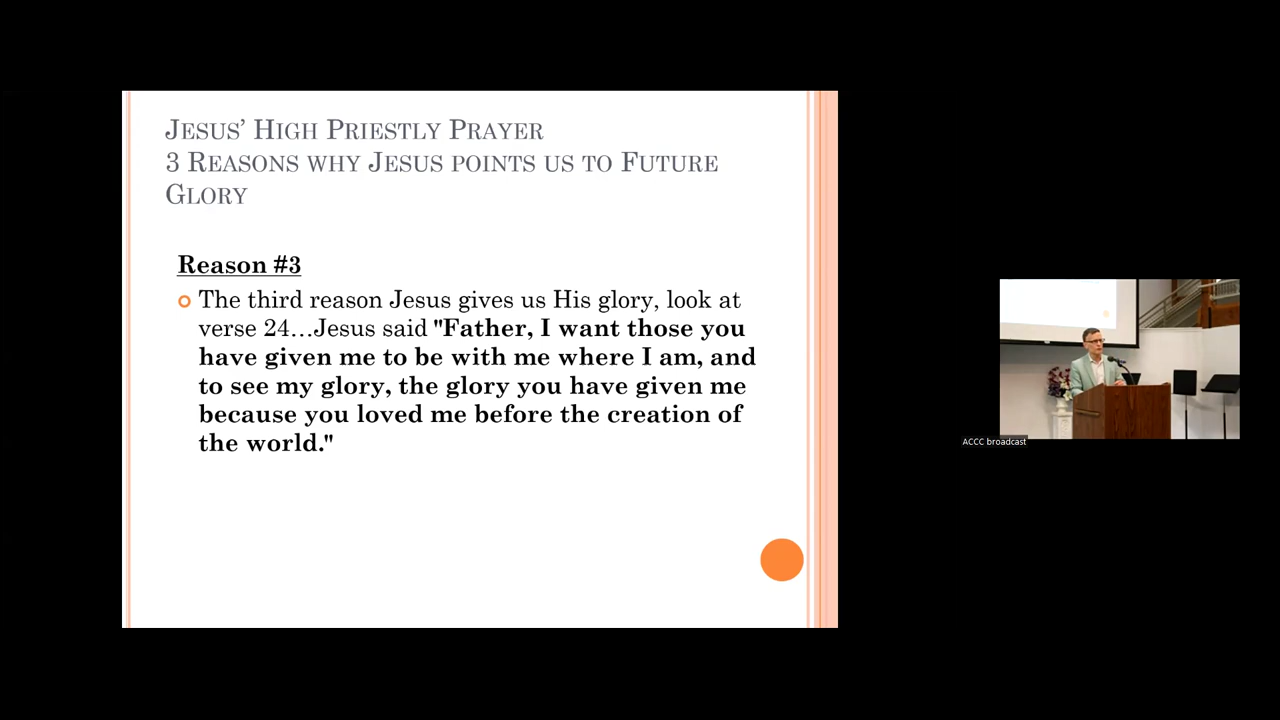 JESUS' HIGH PRIESTLY PRAYER
3 REASONS WHY JESUS POINTS US TO FUTURE
GLORY
Reason #3
The third reason Jesus gives us His glory, look at
verse 24...Jesus said "Father, I want those you
have given me to be with me where I am, and
to see my glory, the glory you have given me
because you loved me before the creation of
the world."
ACCC broadcast